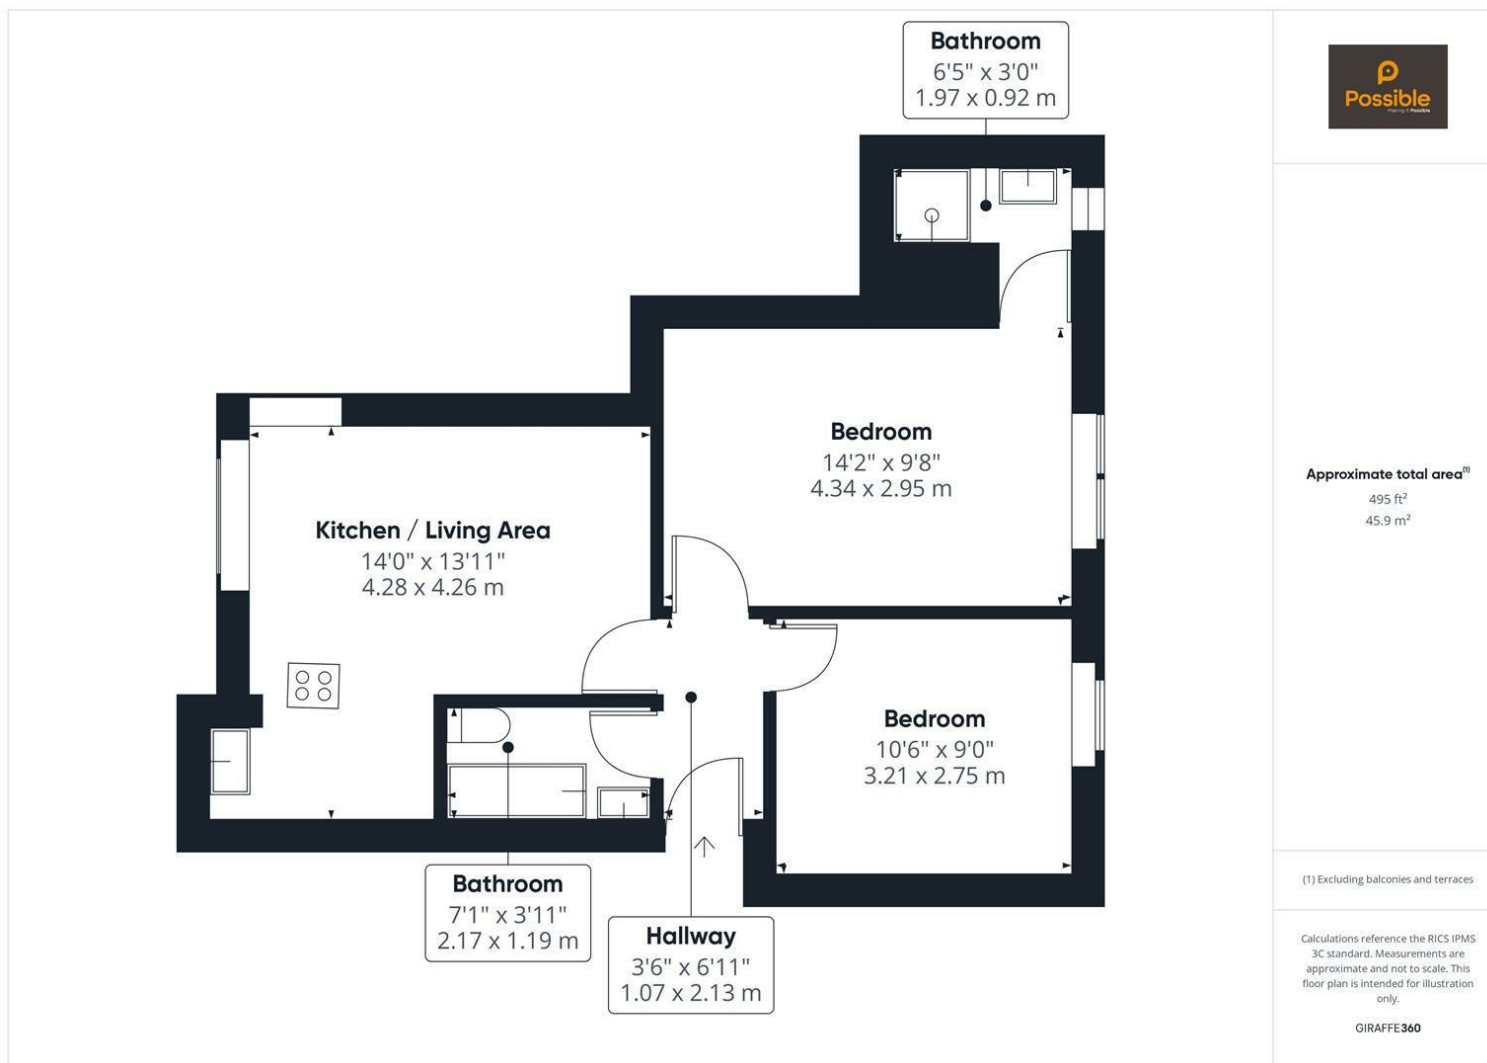 Bathroom
6'5" x 3'0"
1.97 x 0.92 m
Bedroom
14'2" x 9'8"
4.34 x 2.95 m
Kitchen / Living Area
14'0" x 13'11"
4.28 x 4.26 m
Bedroom
10'6" x 9'0"
3.21 x 2.75 m
Bathroom
7'1" x 3'11"
2.17 x 1.19 m
Hallway
3'6" x 6'11"
1.07 x 2.13 m
Possible
Making it Possible
Approximate total area(1)
495 ft²
45.9 m²
(1) Excluding balconies and terraces
Calculations reference the RICS IPMS
3C standard. Measurements are
approximate and not to scale. This
floor plan is intended for illustration
only.
GIRAFFE360